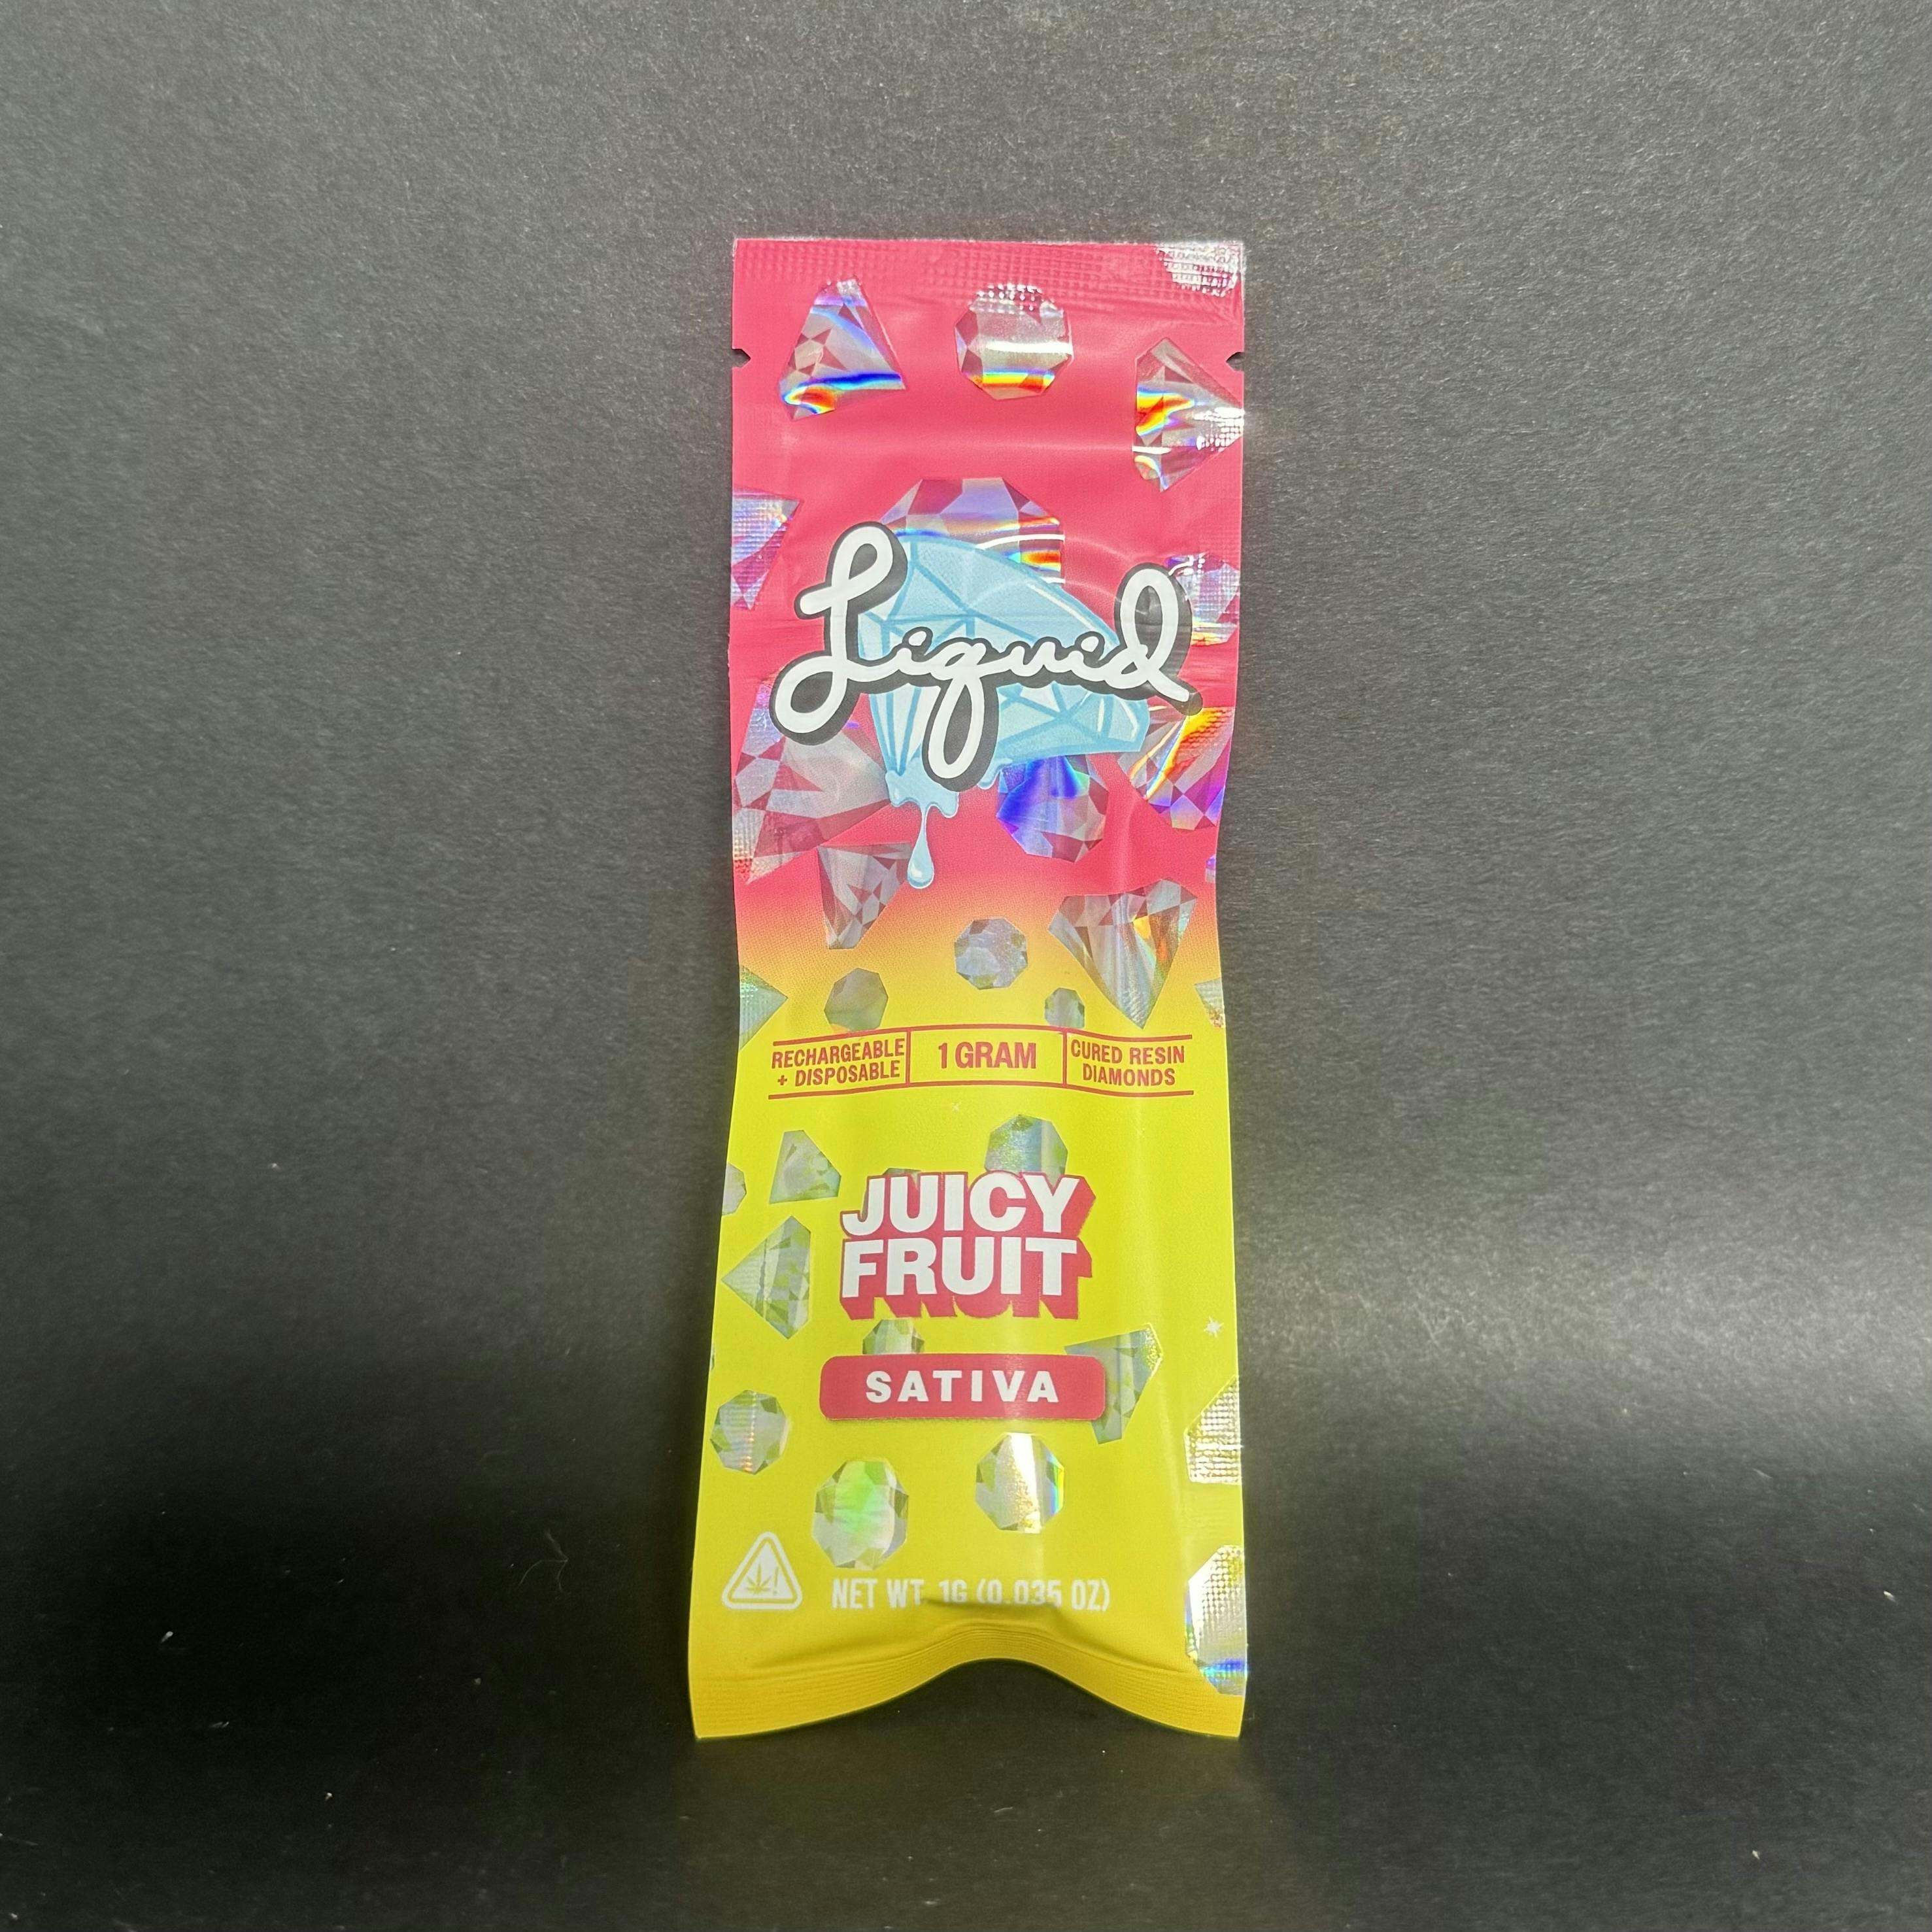 Liquid
RECHARGEABLE
+ DISPOSABLE
1 GRAM
CURED RESIN
DIAMONDS
JUICY
FRUIT
SATIVA
NET WT. 1G (0.035 OZ)